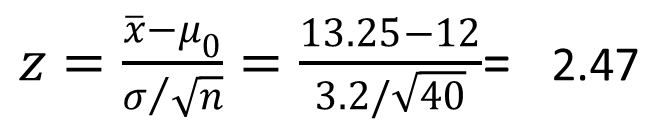 z = x̄−μ₀ / σ/√n = 13.25−12 / 3.2/√40 = 2.47